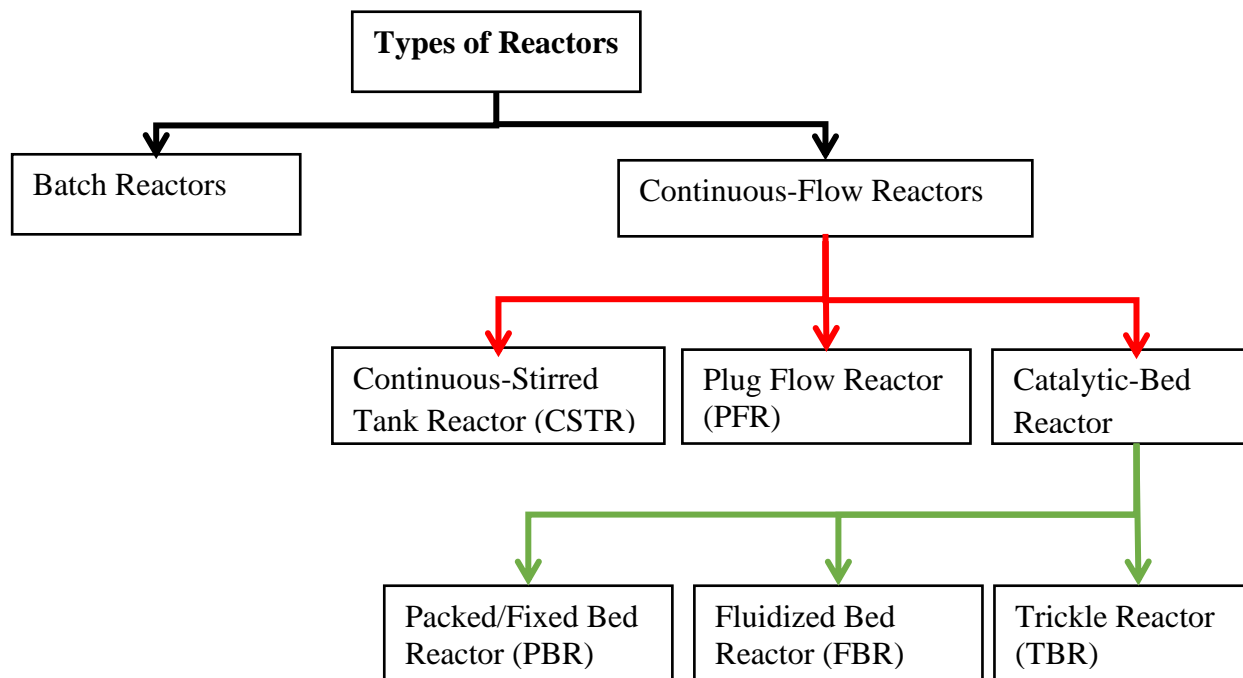 Types of Reactors
Batch Reactors
Continuous-Flow Reactors
Continuous-Stirred
Tank Reactor (CSTR)
Plug Flow Reactor
(PFR)
Catalytic-Bed
Reactor
Packed/Fixed Bed
Reactor (PBR)
Fluidized Bed
Reactor (FBR)
Trickle Reactor
(TBR)